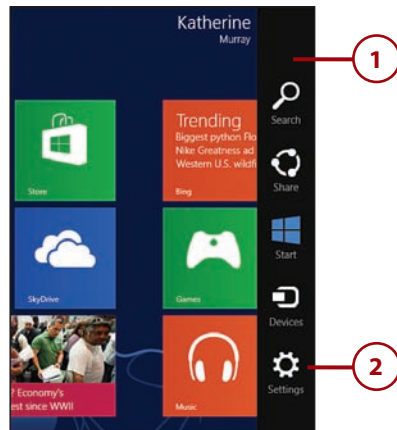 Katherine
Murray
1
Search
Trending
Biggest python Flo
Nike Greatness ad
Western U.S. wildfi
Store
Bing
Share
Start
SkyDrive
Games
Devices
2
? Economy's
est since WWII
Music
Settings